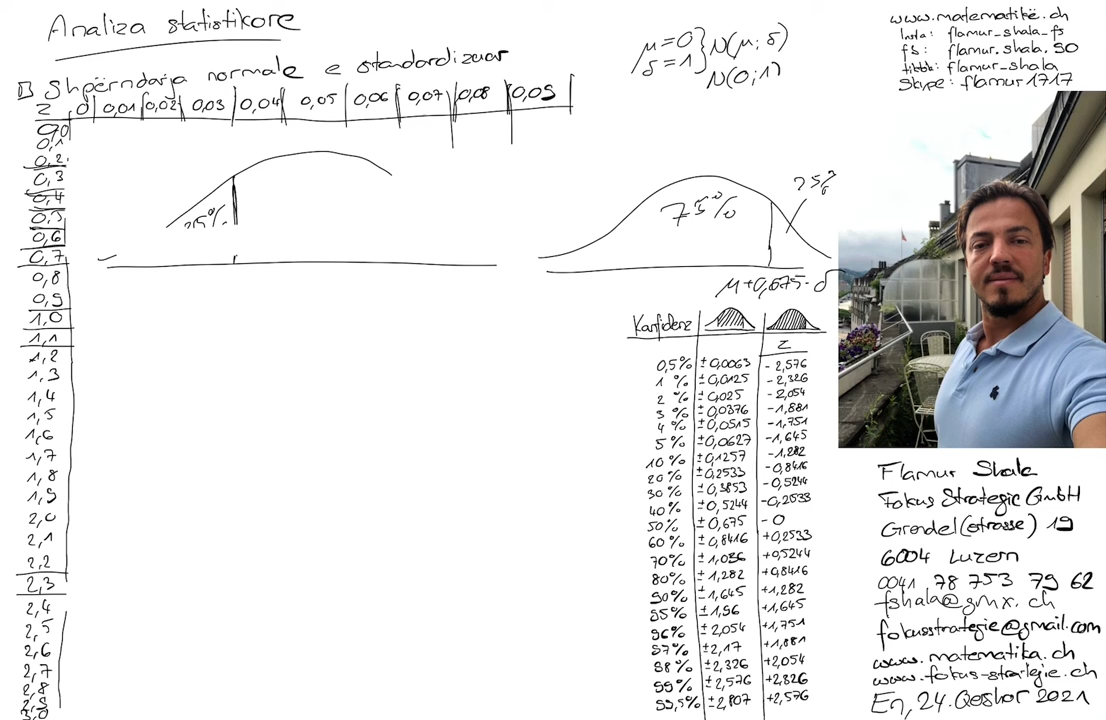 Analiza statistikore
Shpërndarja normale e standardizuar
z 0 0,01 0,02 0,03 0,04 0,05 0,06 0,07 0,08 0,09
0,0
0,1
0,2
0,3
0,4
0,5
0,6
0,7
0,8
0,9
1,0
1,1
1,2
1,3
1,4
1,5
1,6
1,7
1,8
1,9
2,0
2,1
2,2
2,3
2,4
2,5
2,6
2,7
2,8
2,9
3,0
25%
μ=0 } N(μ; δ)
δ=1 } N(0; 1)
75%
25%
μ+0,675·δ
Konfidenz
z
0,5% ±0,0063 -2,576
1 % ±0,0125 -2,326
2 % ±0,025 -2,054
3 % ±0,0376 -1,881
4 % ±0,0515 -1,751
5 % ±0,0627 -1,645
10 % ±0,1257 -1,282
20 % ±0,2533 -0,8416
30 % ±0,3853 -0,5244
40 % ±0,5244 -0,2533
50 % ±0,675 -0
60 % ±0,8416 +0,2533
70% ±1,036 +0,5244
80% ±1,282 +0,8416
90% ±1,645 +1,282
95% ±1,96 +1,645
96% ±2,054 +1,751
97% ±2,17 +1,881
98% ±2,326 +2,054
99% ±2,576 +2,326
99,5% ±2,807 +2,576
www.matematikë.ch
Insta: flamur_shala_fs
fs: flamur.shala.90
flamur_shala
Skype: flamur1717
Flamur Shala
Fokus Strategie GmbH
Grendel(strasse) 19
6004 Luzern
0041 78 753 79 62
fshala@gmx.ch
fokusstrategie@gmail.com
www.matematika.ch
www.fokus-strategie.ch
En, 24. Qeshor 2021